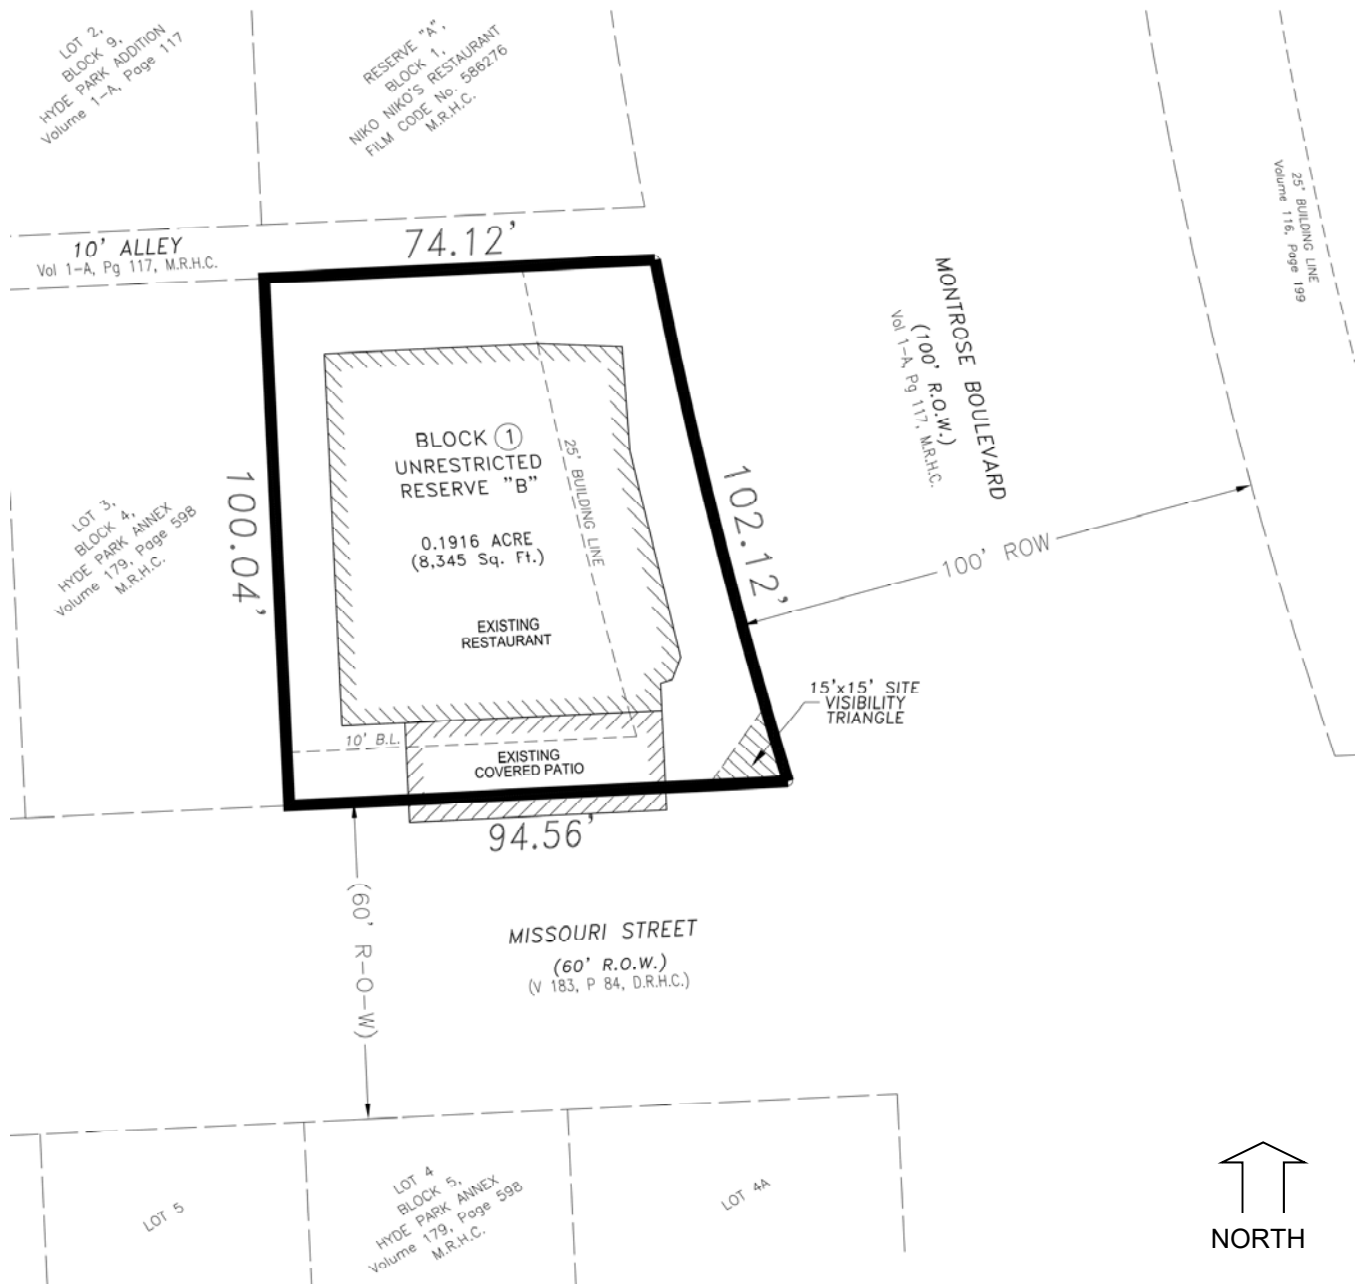 LOT 2,
BLOCK 9,
HYDE PARK ADDITION
Volume 1-A, Page 117
RESERVE "A",
BLOCK 1,
NIKO NIKO'S RESTAURANT
FILM CODE No. 586276
M.R.H.C.
25' BUILDING LINE
Volume 116, Page 199
10' ALLEY
Vol 1-A, Pg 117, M.R.H.C.
74.12'
MONTROSE BOULEVARD
(100' R.O.W.)
Vol 1-A, Pg 117, M.R.H.C.
BLOCK 1
UNRESTRICTED
RESERVE "B"
0.1916 ACRE
(8,345 Sq. Ft.)
25' BUILDING LINE
EXISTING
RESTAURANT
100.04'
102.12'
100' ROW
LOT 3,
BLOCK 4,
HYDE PARK ANNEX
Volume 179, Page 598
M.R.H.C.
15'x15' SITE
VISIBILITY
TRIANGLE
10' B.L.
EXISTING
COVERED PATIO
94.56'
(60' R-O-W)
MISSOURI STREET
(60' R.O.W.)
(V 183, P 84, D.R.H.C.)
LOT 5
LOT 4
BLOCK 5,
HYDE PARK ANNEX
Volume 179, Page 598
M.R.H.C.
LOT 4A
NORTH